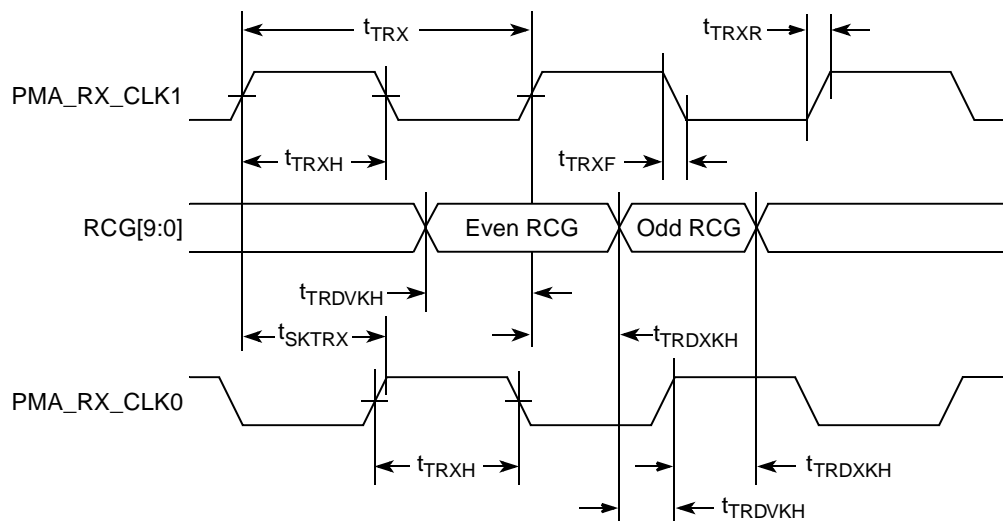 tTRX
tTRXR
PMA_RX_CLK1
tTRXH
tTRXF
RCG[9:0]
Even RCG
Odd RCG
tTRDVKH
tSKTRX
tTRDXKH
PMA_RX_CLK0
tTRXH
tTRDXKH
tTRDVKH